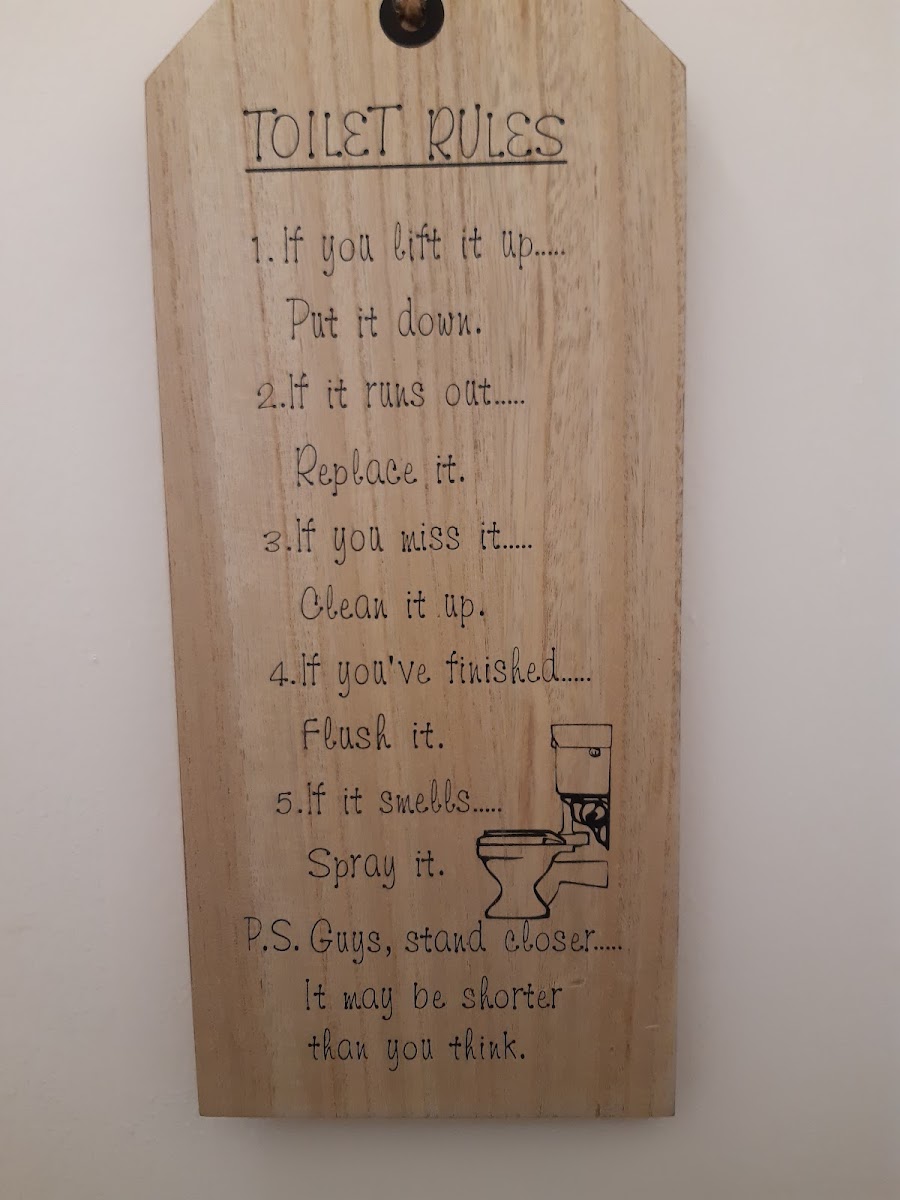 TOILET RULES
1. If you lift it up.....
Put it down.
2. If it runs out.....
Replace it.
3. If you miss it.....
Clean it up.
4. If you've finished.....
Flush it.
5. If it smells.....
Spray it.
P.S. Guys, stand closer.....
It may be shorter
than you think.